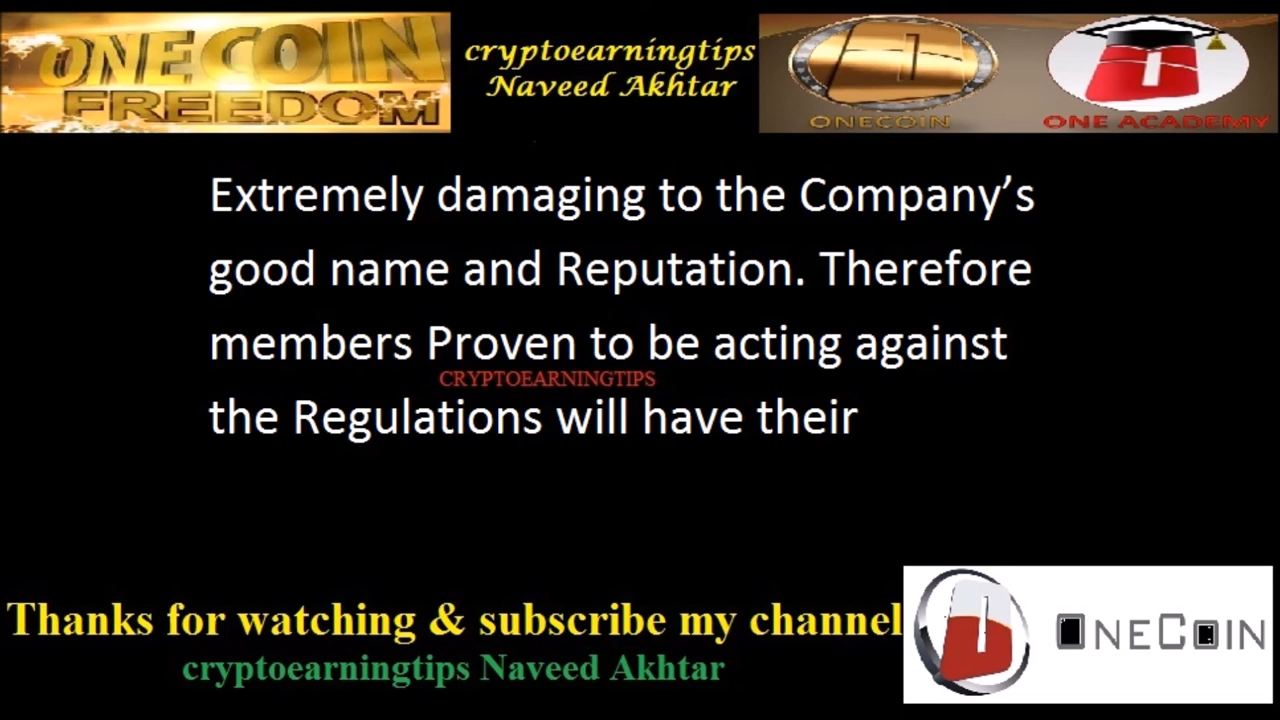 ONE COIN
FREEDOM
cryptoearningtips
Naveed Akhtar
ONECOIN
ONE ACADEMY
Extremely damaging to the Company’s
good name and Reputation. Therefore
members Proven to be acting against
CRYPTOEARNINGTIPS
the Regulations will have their
Thanks for watching & subscribe my channel
cryptoearningtips Naveed Akhtar
ONECOIN